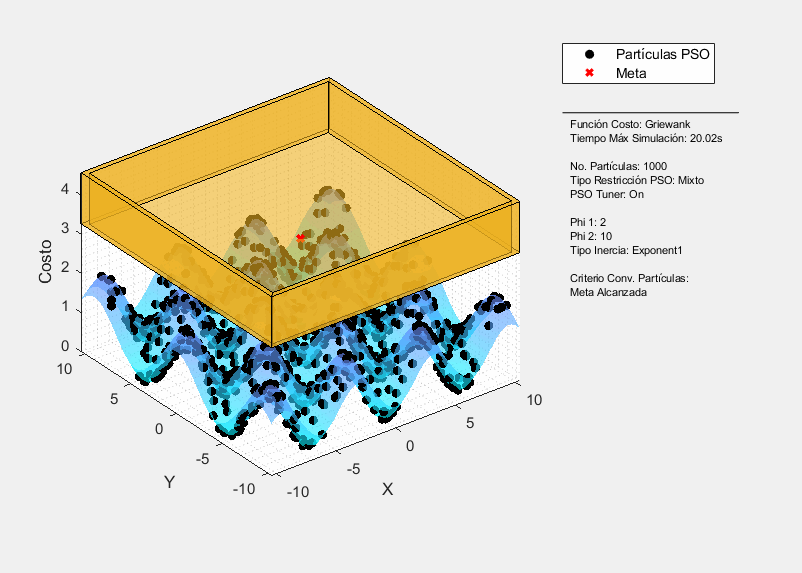 Partículas PSO
Meta
Función Costo: Griewank
Tiempo Máx Simulación: 20.02s
No. Partículas: 1000
Tipo Restricción PSO: Mixto
PSO Tuner: On
Phi 1: 2
Phi 2: 10
Tipo Inercia: Exponent1
Criterio Conv. Partículas:
Meta Alcanzada
Costo
4
3
2
1
0
10
5
0
-5
-10
Y
-10
-5
0
5
10
X